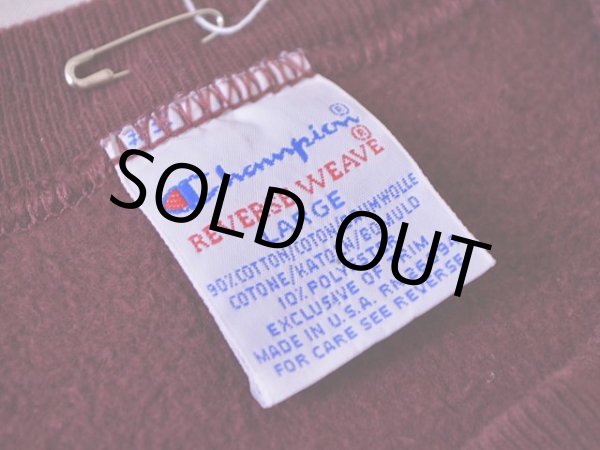 Champion®
REVERSE WEAVE®
LARGE
90% COTTON/COTON/BAUMWOLLE
COTONE/KATOEN/BOMULD
10% POLYESTER
EXCLUSIVE OF TRIM
MADE IN U.S.A. RN
FOR CARE SEE REVERSE
SOLD OUT